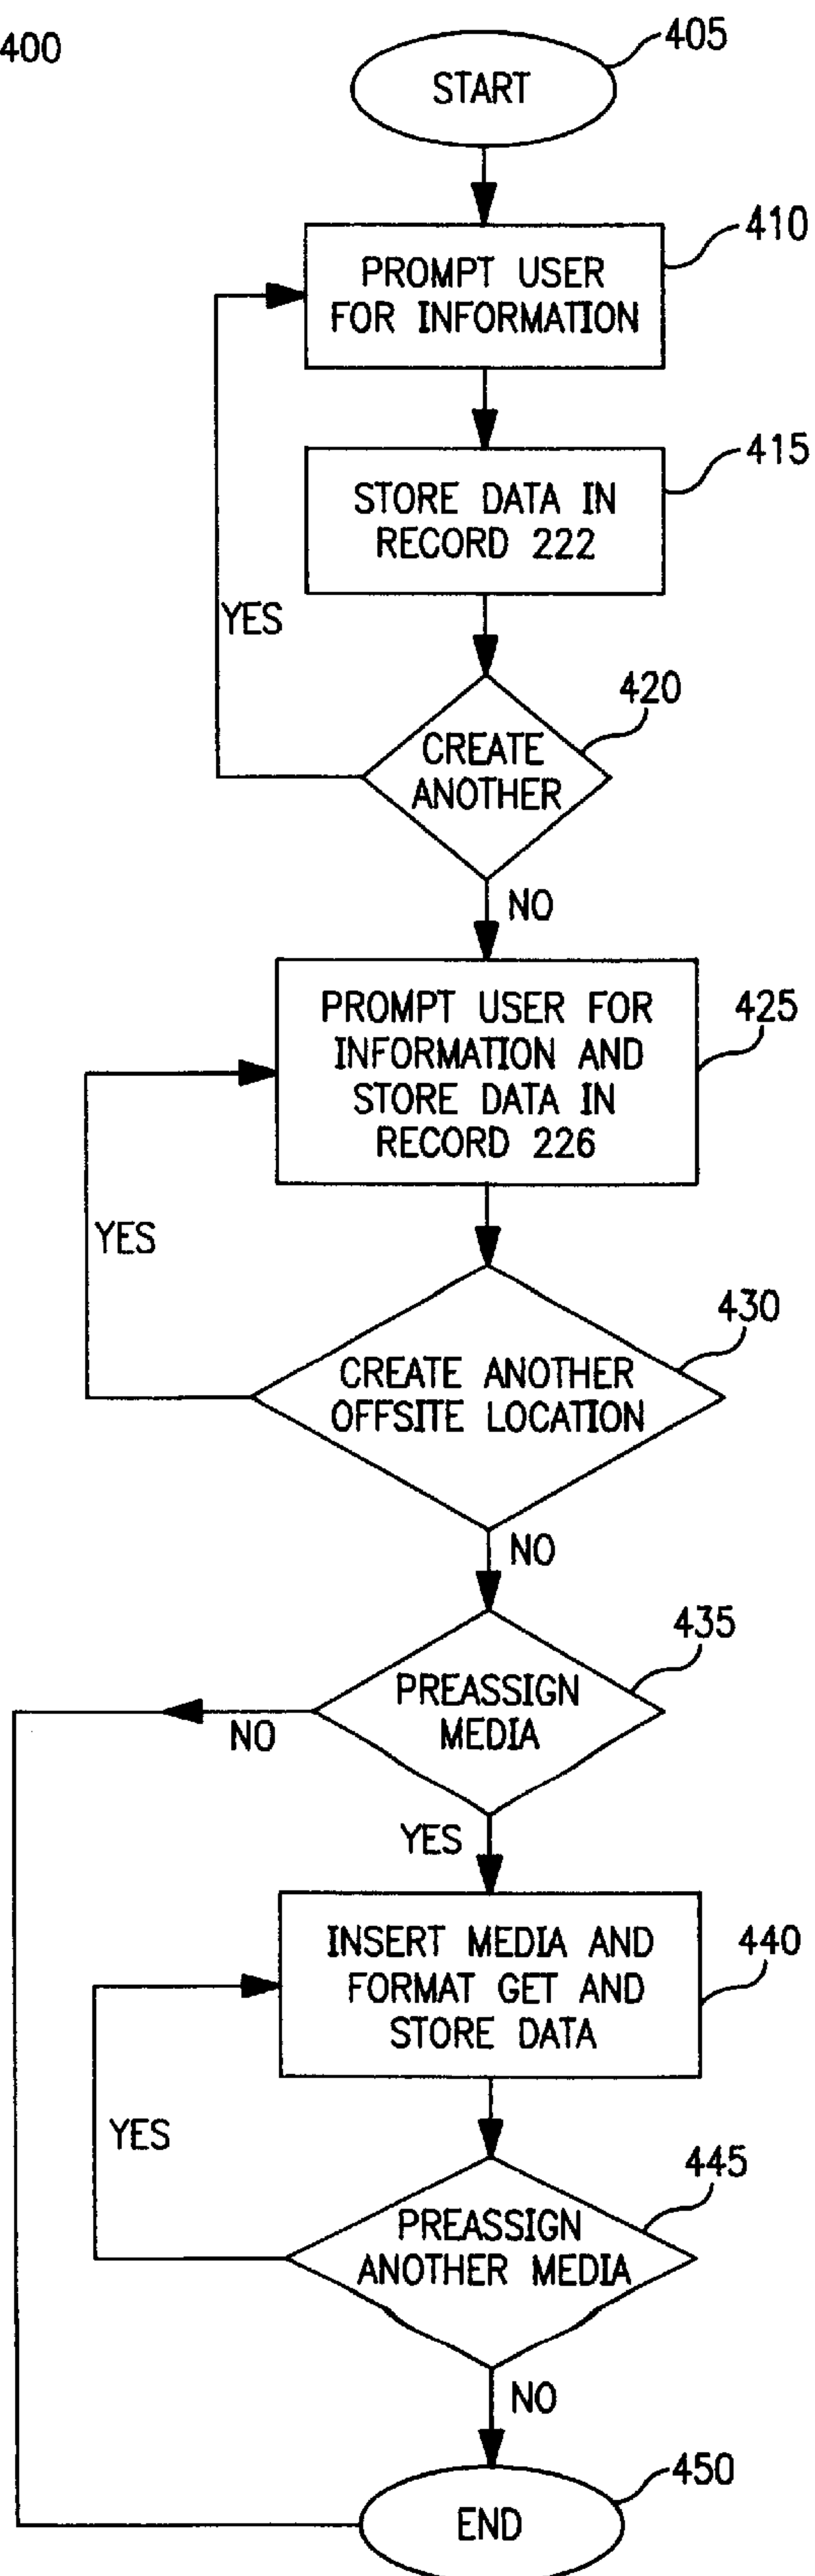 400
START
405
PROMPT USER
FOR INFORMATION
410
STORE DATA IN
RECORD 222
415
YES
CREATE
ANOTHER
420
NO
PROMPT USER FOR
INFORMATION AND
STORE DATA IN
RECORD 226
425
YES
CREATE ANOTHER
OFFSITE LOCATION
430
NO
PREASSIGN
MEDIA
435
NO
YES
INSERT MEDIA AND
FORMAT GET AND
STORE DATA
440
YES
PREASSIGN
ANOTHER MEDIA
445
NO
END
450